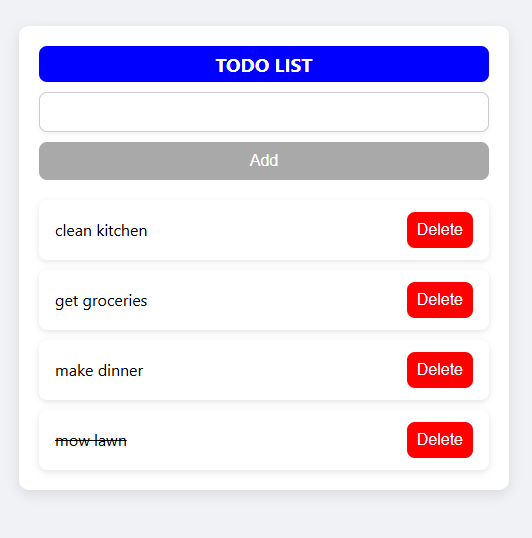 TODO LIST
Add
clean kitchen Delete
get groceries Delete
make dinner Delete
mow lawn Delete